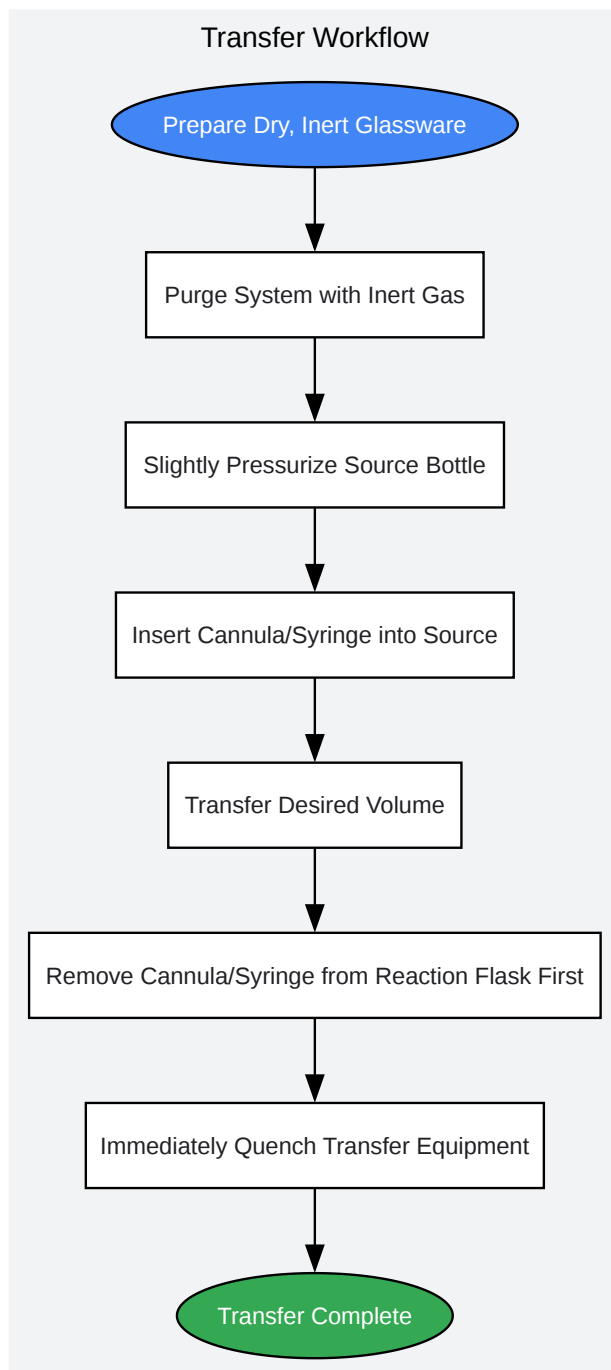 Transfer Workflow
Prepare Dry, Inert Glassware
Purge System with Inert Gas
Slightly Pressurize Source Bottle
Insert Cannula/Syringe into Source
Transfer Desired Volume
Remove Cannula/Syringe from Reaction Flask First
Immediately Quench Transfer Equipment
Transfer Complete